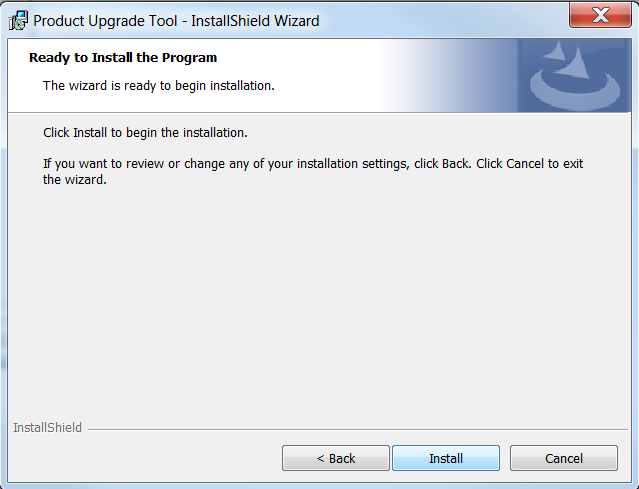 Product Upgrade Tool - InstallShield Wizard
Ready to Install the Program
The wizard is ready to begin installation.
Click Install to begin the installation.
If you want to review or change any of your installation settings, click Back. Click Cancel to exit
the wizard.
InstallShield
< Back Install Cancel